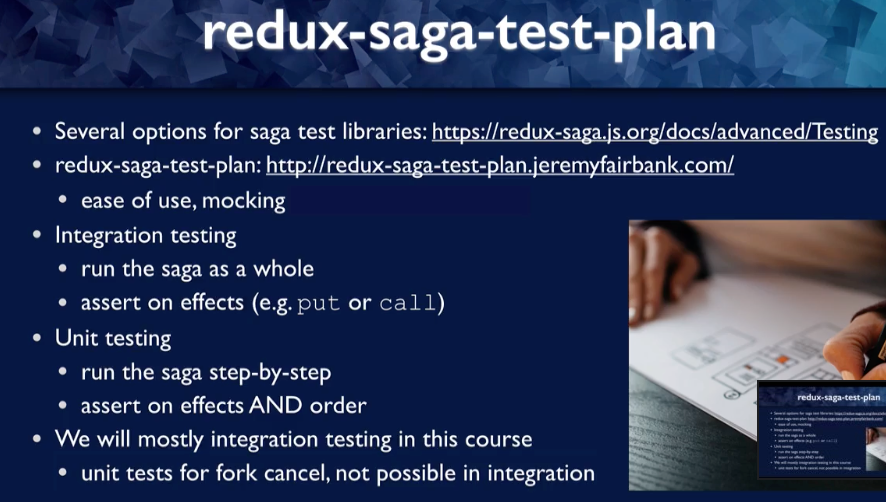 redux-saga-test-plan
• Several options for saga test libraries: https://redux-saga.js.org/docs/advanced/Testing
• redux-saga-test-plan: http://redux-saga-test-plan.jeremyfairbank.com/
• ease of use, mocking
• Integration testing
• run the saga as a whole
• assert on effects (e.g. put or call)
• Unit testing
• run the saga step-by-step
• assert on effects AND order
• We will mostly integration testing in this course
• unit tests for fork cancel, not possible in integration
redux-saga-test-plan